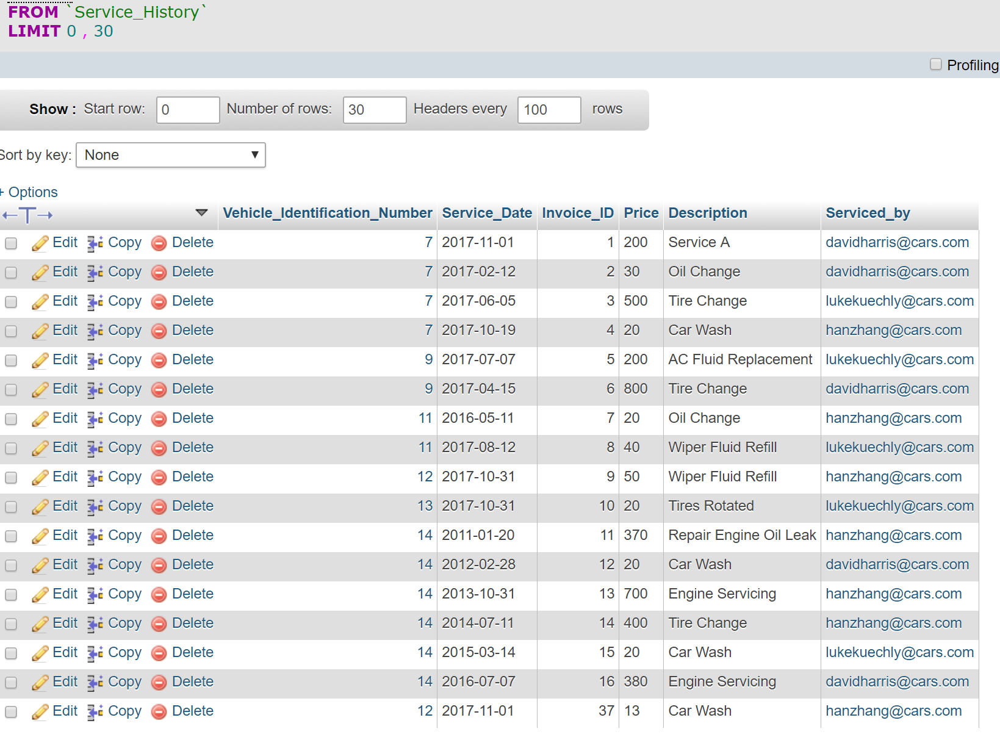 FROM `Service_History`
LIMIT 0 , 30
Profiling
Show : Start row: 0 Number of rows: 30 Headers every 100 rows
Sort by key: None
+ Options
Vehicle_Identification_Number Service_Date Invoice_ID Price Description Serviced_by
Edit Copy Delete 7 2017-11-01 1 200 Service A davidharris@cars.com
Edit Copy Delete 7 2017-02-12 2 30 Oil Change davidharris@cars.com
Edit Copy Delete 7 2017-06-05 3 500 Tire Change lukekuechly@cars.com
Edit Copy Delete 7 2017-10-19 4 20 Car Wash hanzhang@cars.com
Edit Copy Delete 9 2017-07-07 5 200 AC Fluid Replacement lukekuechly@cars.com
Edit Copy Delete 9 2017-04-15 6 800 Tire Change davidharris@cars.com
Edit Copy Delete 11 2016-05-11 7 20 Oil Change hanzhang@cars.com
Edit Copy Delete 11 2017-08-12 8 40 Wiper Fluid Refill lukekuechly@cars.com
Edit Copy Delete 12 2017-10-31 9 50 Wiper Fluid Refill hanzhang@cars.com
Edit Copy Delete 13 2017-10-31 10 20 Tires Rotated lukekuechly@cars.com
Edit Copy Delete 14 2011-01-20 11 370 Repair Engine Oil Leak hanzhang@cars.com
Edit Copy Delete 14 2012-02-28 12 20 Car Wash davidharris@cars.com
Edit Copy Delete 14 2013-10-31 13 700 Engine Servicing hanzhang@cars.com
Edit Copy Delete 14 2014-07-11 14 400 Tire Change hanzhang@cars.com
Edit Copy Delete 14 2015-03-14 15 20 Car Wash lukekuechly@cars.com
Edit Copy Delete 14 2016-07-07 16 380 Engine Servicing davidharris@cars.com
Edit Copy Delete 12 2017-11-01 37 13 Car Wash hanzhang@cars.com